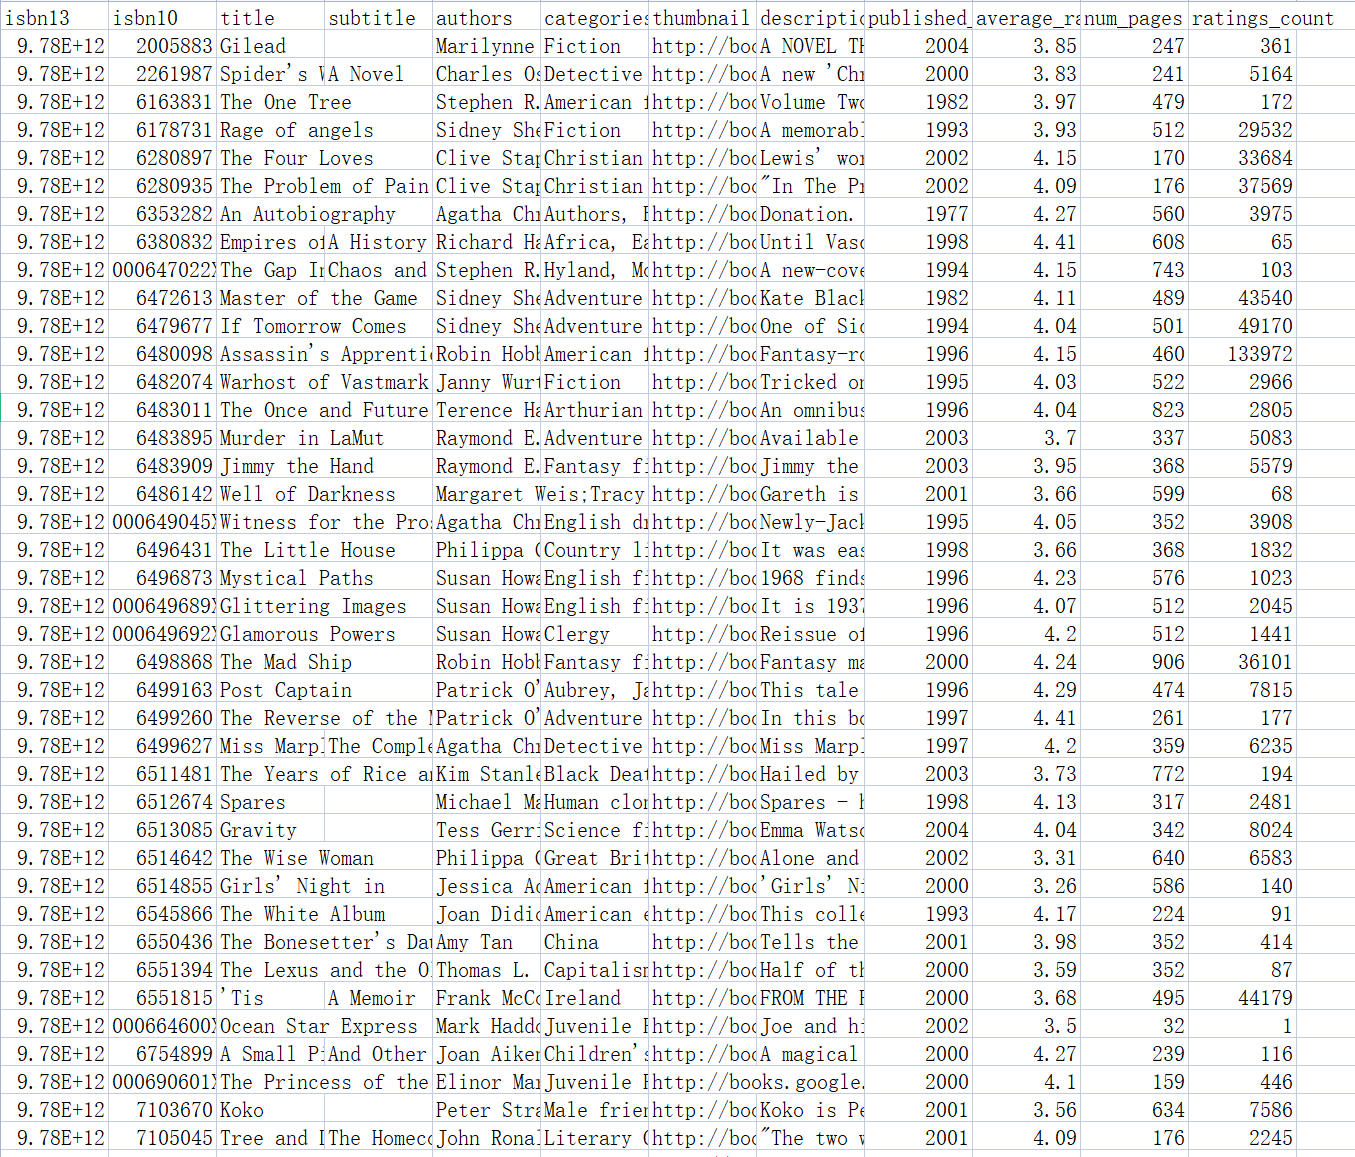 isbn13 isbn10 title subtitle authors categories thumbnail descriptic published_ average_ra num_pages ratings_count
9.78E+12 2005883 Gilead Marilynne Fiction http://boo A NOVEL TH 2004 3.85 247 361
9.78E+12 2261987 Spider's W A Novel Charles Os Detective http://boo A new 'Chr 2000 3.83 241 5164
9.78E+12 6163831 The One Tree Stephen R. American f http://boo Volume Two 1982 3.97 479 172
9.78E+12 6178731 Rage of angels Sidney She Fiction http://boo A memorabl 1993 3.93 512 29532
9.78E+12 6280897 The Four Loves Clive Stap Christian http://boo Lewis' wor 2002 4.15 170 33684
9.78E+12 6280935 The Problem of Pain Clive Stap Christian http://boo "In The Pr 2002 4.09 176 37569
9.78E+12 6353282 An Autobiography Agatha Chr Authors, E http://boo Donation. 1977 4.27 560 3975
9.78E+12 6380832 Empires of A History Richard Ha Africa, Ea http://boo Until Vasc 1998 4.41 608 65
9.78E+12 000647022X The Gap In Chaos and Stephen R. Hyland, Mo http://boo A new-cove 1994 4.15 743 103
9.78E+12 6472613 Master of the Game Sidney She Adventure http://boo Kate Black 1982 4.11 489 43540
9.78E+12 6479677 If Tomorrow Comes Sidney She Adventure http://boo One of Sid 1994 4.04 501 49170
9.78E+12 6480098 Assassin's Apprentic Robin Hobb American f http://boo Fantasy-ro 1996 4.15 460 133972
9.78E+12 6482074 Warhost of Vastmark Janny Wurt Fiction http://boo Tricked on 1995 4.03 522 2966
9.78E+12 6483011 The Once and Future Terence Ha Arthurian http://boo An omnibus 1996 4.04 823 2805
9.78E+12 6483895 Murder in LaMut Raymond E. Adventure http://boo Available 2003 3.7 337 5083
9.78E+12 6483909 Jimmy the Hand Raymond E. Fantasy fi http://boo Jimmy the 2003 3.95 368 5579
9.78E+12 6486142 Well of Darkness Margaret Weis;Tracy http://boo Gareth is 2001 3.66 599 68
9.78E+12 000649045X Witness for the Pros Agatha Chr English dr http://boo Newly-Jack 1995 4.05 352 3908
9.78E+12 6496431 The Little House Philippa G Country li http://boo It was eas 1998 3.66 368 1832
9.78E+12 6496873 Mystical Paths Susan Howa English fi http://boo 1968 finds 1996 4.23 576 1023
9.78E+12 000649689X Glittering Images Susan Howa English fi http://boo It is 1937 1996 4.07 512 2045
9.78E+12 000649692X Glamorous Powers Susan Howa Clergy http://boo Reissue of 1996 4.2 512 1441
9.78E+12 6498868 The Mad Ship Robin Hobb Fantasy fi http://boo Fantasy ma 2000 4.24 906 36101
9.78E+12 6499163 Post Captain Patrick O' Aubrey, Ja http://boo This tale 1996 4.29 474 7815
9.78E+12 6499260 The Reverse of the M Patrick O' Adventure http://boo In this bo 1997 4.41 261 177
9.78E+12 6499627 Miss Marpl The Comple Agatha Chr Detective http://boo Miss Marpl 1997 4.2 359 6235
9.78E+12 6511481 The Years of Rice an Kim Stanle Black Deat http://boo Hailed by 2003 3.73 772 194
9.78E+12 6512674 Spares Michael Ma Human clon http://boo Spares - h 1998 4.13 317 2481
9.78E+12 6513085 Gravity Tess Gerri Science fi http://boo Emma Watso 2004 4.04 342 8024
9.78E+12 6514642 The Wise Woman Philippa G Great Brit http://boo Alone and 2002 3.31 640 6583
9.78E+12 6514855 Girls' Night in Jessica Ad American f http://boo 'Girls' Ni 2000 3.26 586 140
9.78E+12 6545866 The White Album Joan Didio American e http://boo This colle 1993 4.17 224 91
9.78E+12 6550436 The Bonesetter's Dau Amy Tan China http://boo Tells the 2001 3.98 352 414
9.78E+12 6551394 The Lexus and the Ol Thomas L. Capitalism http://boo Half of th 2000 3.59 352 87
9.78E+12 6551815 'Tis A Memoir Frank McCo Ireland http://boo FROM THE P 2000 3.68 495 44179
9.78E+12 000664600X Ocean Star Express Mark Haddo Juvenile F http://boo Joe and hi 2002 3.5 32 1
9.78E+12 6754899 A Small Pi And Other Joan Aiken Children's http://boo A magical 2000 4.27 239 116
9.78E+12 000690601X The Princess of the Elinor Mar Juvenile F http://books.google. 2000 4.1 159 446
9.78E+12 7103670 Koko Peter Stra Male frien http://boo Koko is Pe 2001 3.56 634 7586
9.78E+12 7105045 Tree and L The Homeco John Ronal Literary C http://boo "The two w 2001 4.09 176 2245